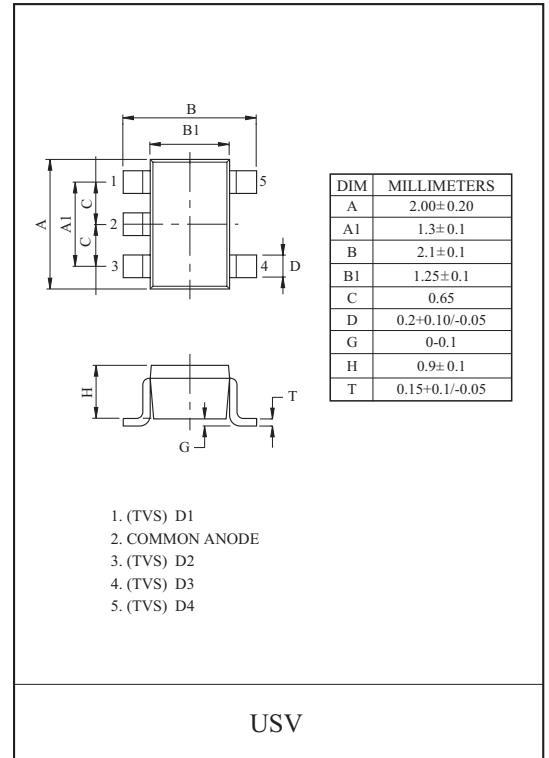 B
B1
1
5
A
A1
C
2
C
3
4
D
DIM MILLIMETERS
A 2.00±0.20
A1 1.3±0.1
B 2.1±0.1
B1 1.25±0.1
C 0.65
D 0.2+0.10/-0.05
G 0-0.1
H 0.9±0.1
T 0.15+0.1/-0.05
H
T
G
1. (TVS) D1
2. COMMON ANODE
3. (TVS) D2
4. (TVS) D3
5. (TVS) D4
USV